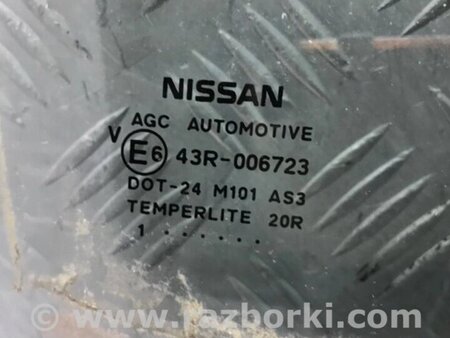 NISSAN
AGC AUTOMOTIVE
V E6 43R-006723
DOT-24 M101 AS3
TEMPERLITE 20R
1 . . . . . .
www.razborki.com